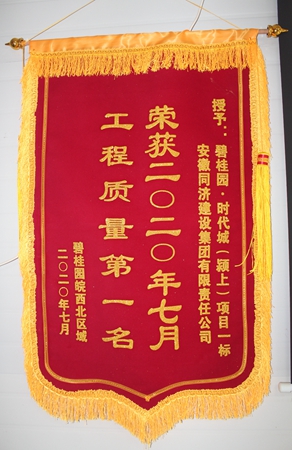 授予：碧桂园·时代城（颍上）项目一标
安徽同济建设集团有限责任公司
荣获二〇二〇年七月
工程质量第一名
碧桂园皖西北区域
二〇二〇年七月